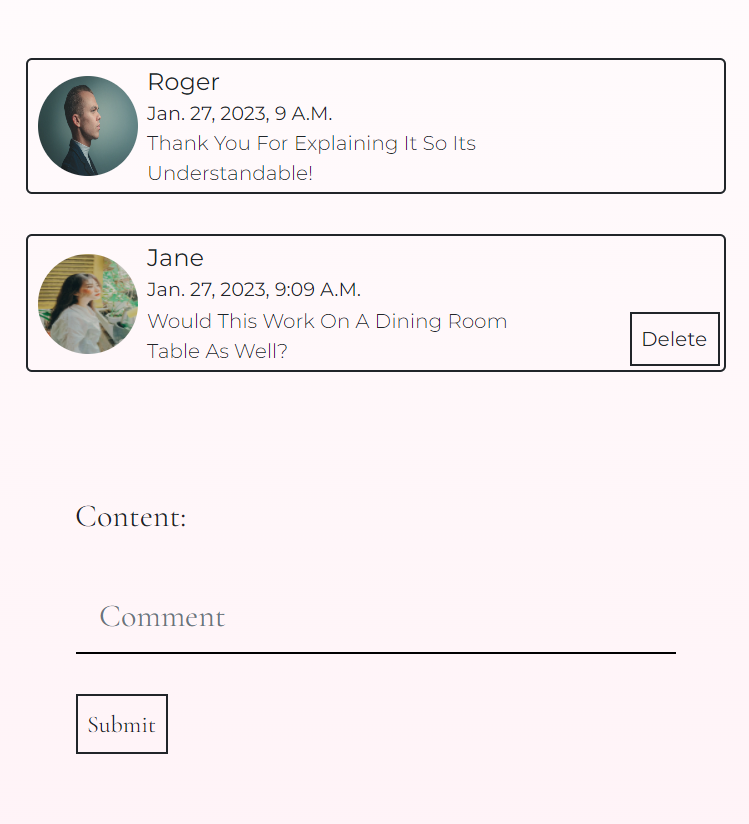 Roger
Jan. 27, 2023, 9 A.M.
Thank You For Explaining It So Its
Understandable!
Jane
Jan. 27, 2023, 9:09 A.M.
Would This Work On A Dining Room
Table As Well?
Delete
Content:
Comment
Submit